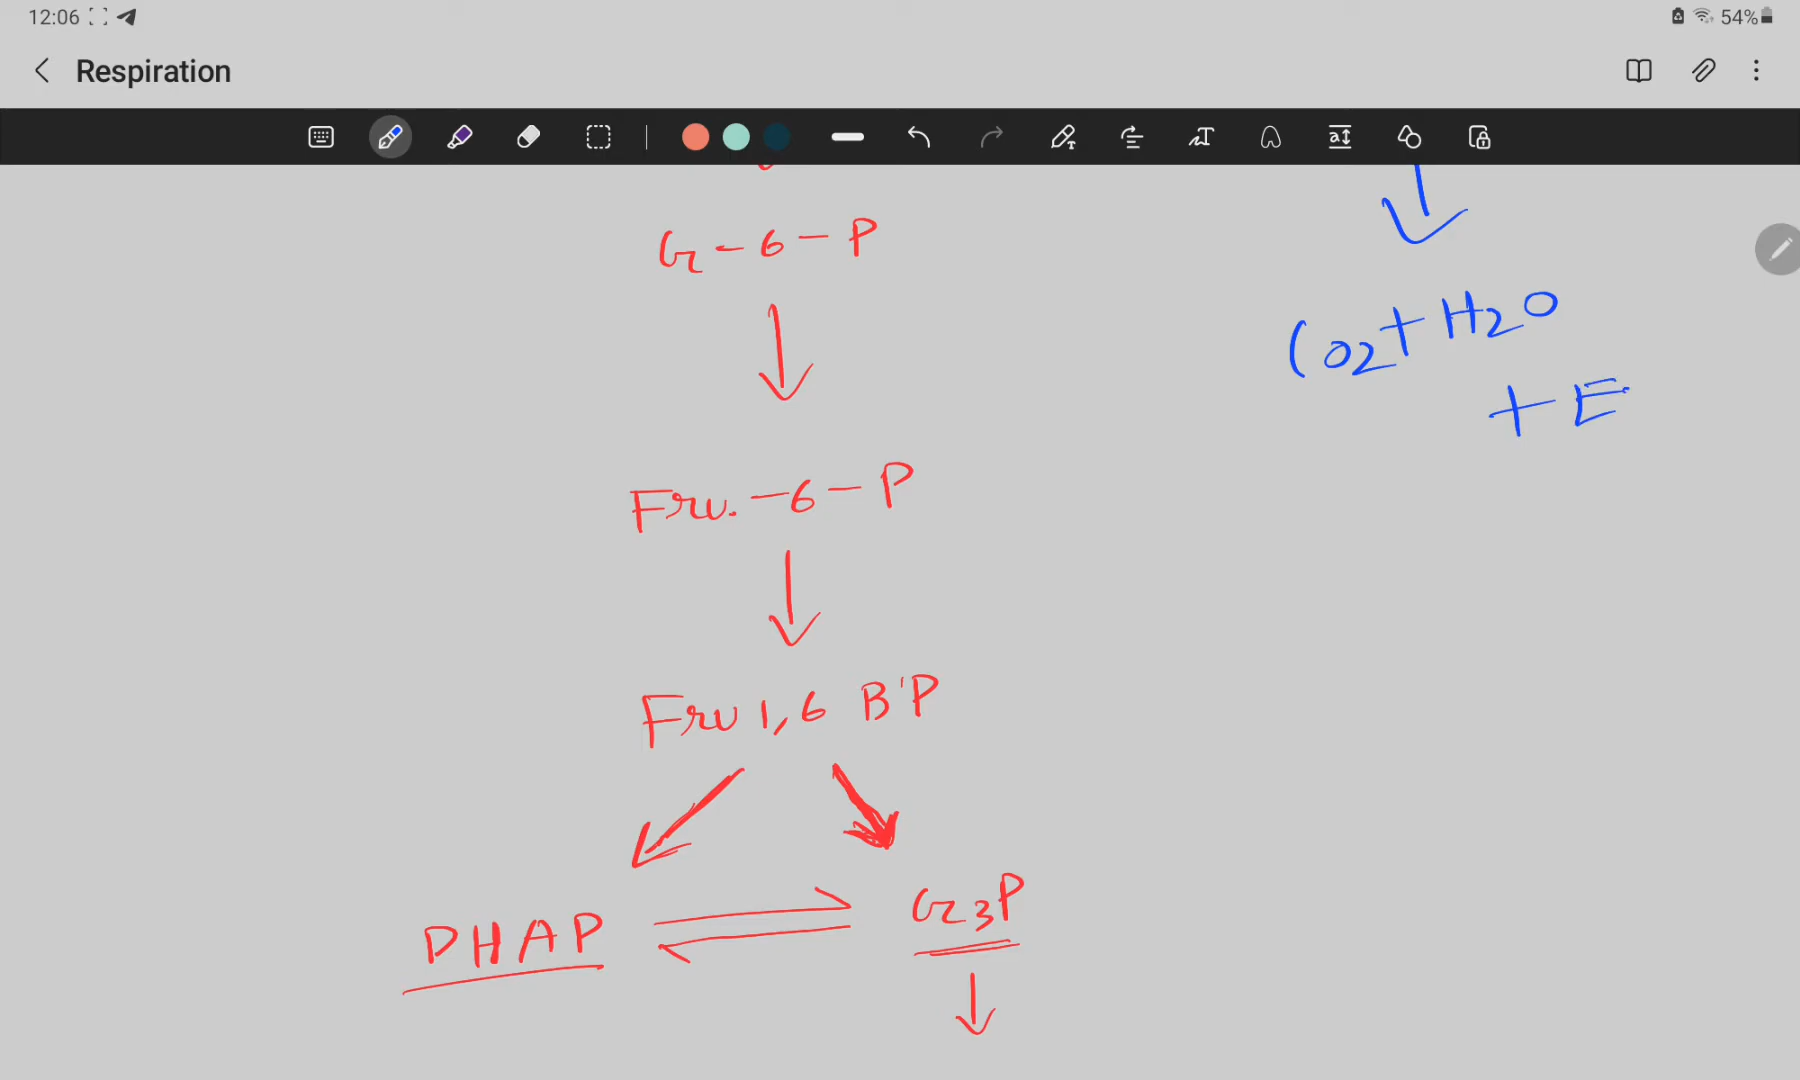 12:06 54%
Respiration
G-6-P
CO2+H2O
+E
Fru.-6-P
Fru 1,6 B'P
DHAP G3P